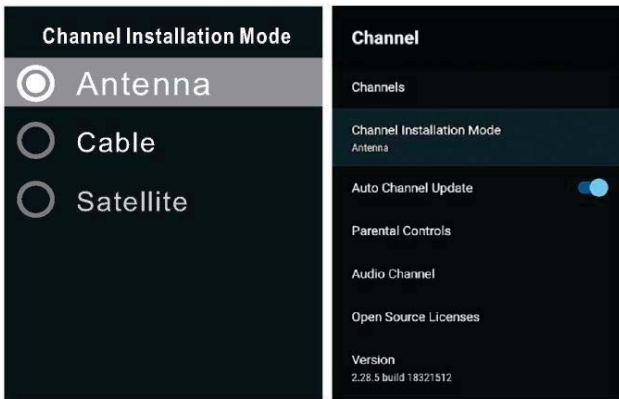 Channel Installation Mode
Antenna
Cable
Satellite
Channel
Channels
Channel Installation Mode
Antenna
Auto Channel Update
Parental Controls
Audio Channel
Open Source Licenses
Version
2.28.5 build 18321512